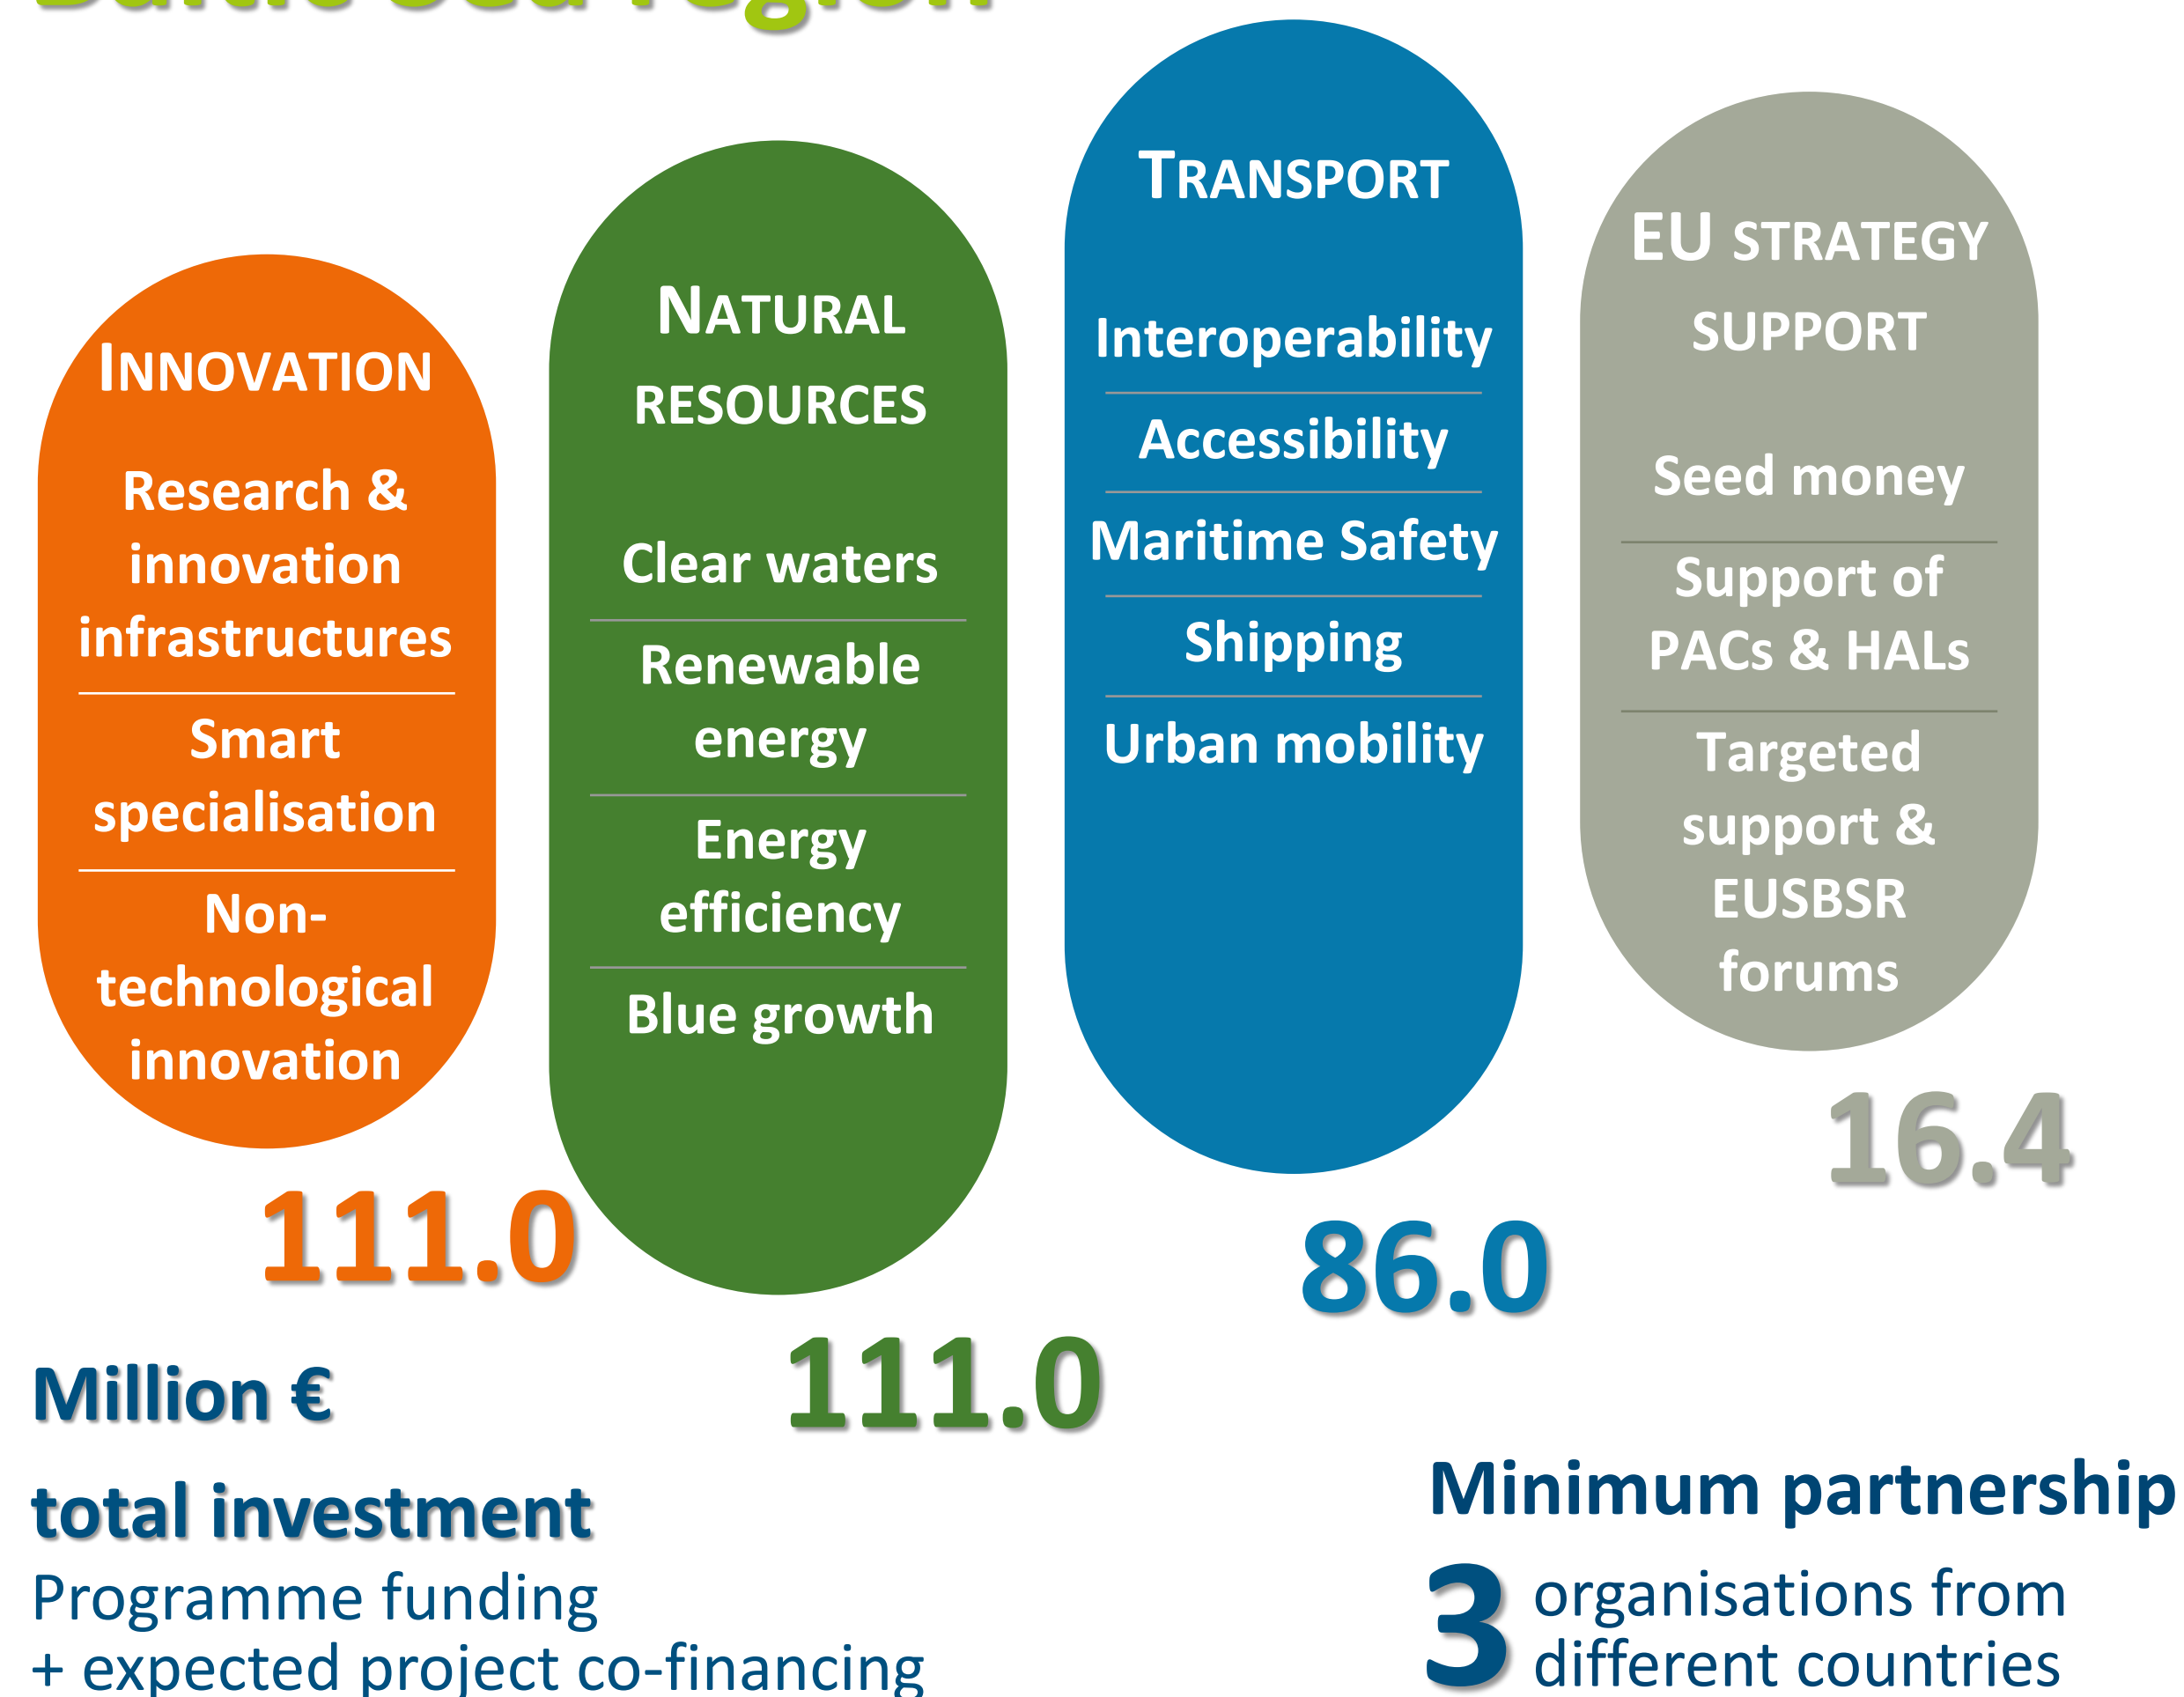 region
INNOVATION
Research &
innovation
infrastructures
Smart
specialisation
Non-
technological
innovation
111.0
NATURAL
RESOURCES
Clear waters
Renewable
energy
Energy
efficiency
Blue growth
111.0
TRANSPORT
Interoperability
Accessibility
Maritime Safety
Shipping
Urban mobility
86.0
EU STRATEGY
SUPPORT
Seed money
Support of
PACs & HALs
Targeted
support &
EUSBSR
forums
16.4
Million €
total investment
Programme funding
+ expected project co-financing
Minimum partnership
3 organisations from
different countries